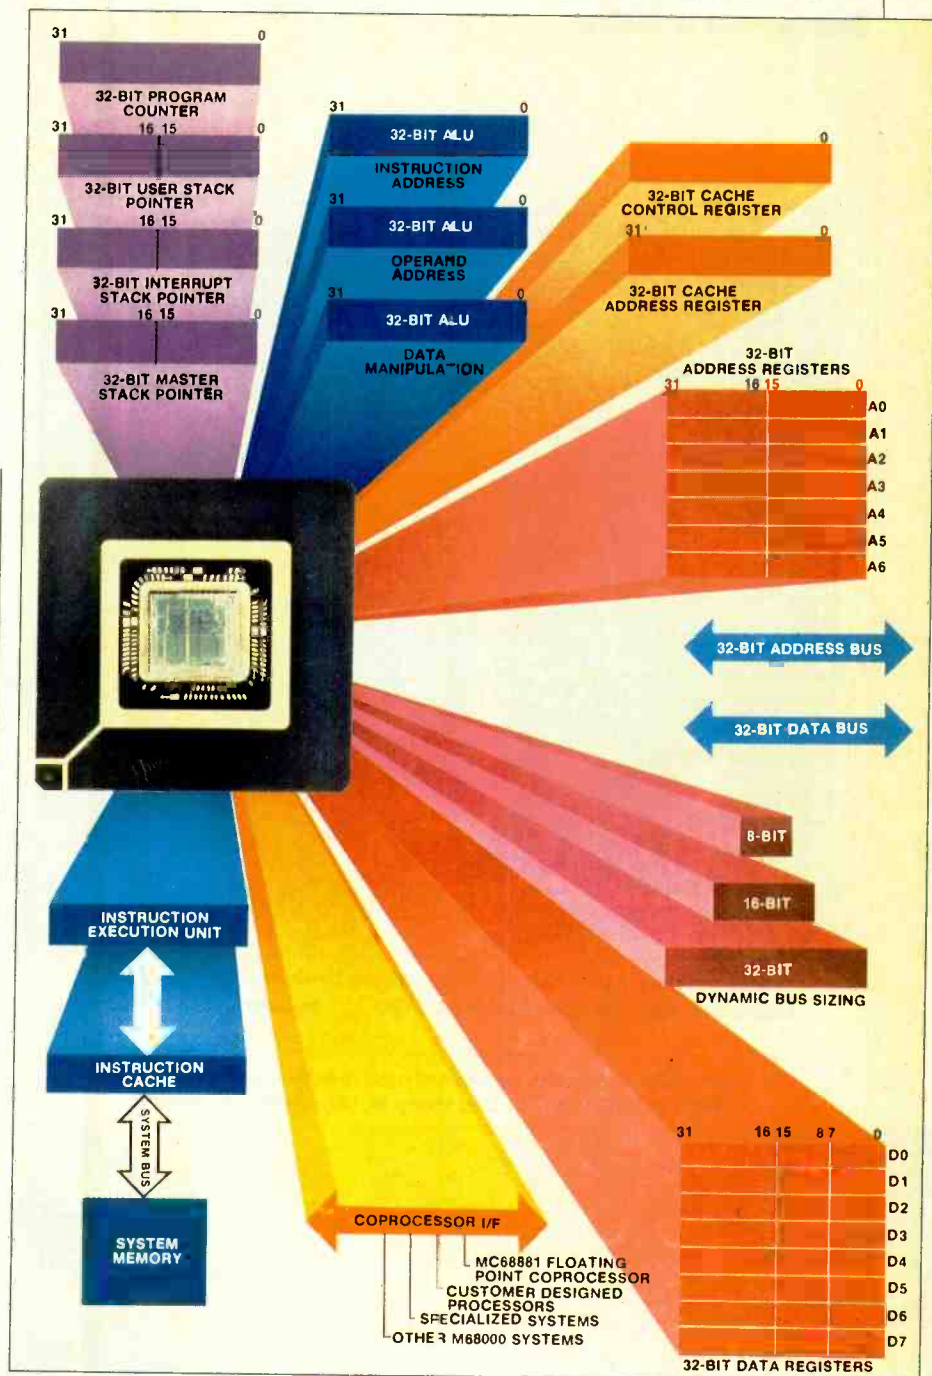 31 0
32-BIT PROGRAM
COUNTER
31 16 15 0
32-BIT USER STACK
POINTER
31 16 15 0
32-BIT INTERRUPT
STACK POINTER
31 16 15 0
32-BIT MASTER
STACK POINTER
31 0
32-BIT ALU
INSTRUCTION
ADDRESS
31 0
32-BIT ALU
OPERAND
ADDRESS
31 0
32-BIT ALU
DATA
MANIPULATION
0
32-BIT CACHE
CONTROL REGISTER
31 0
32-BIT CACHE
ADDRESS REGISTER
32-BIT
ADDRESS REGISTERS
31 16 15 0
A0
A1
A2
A3
A4
A5
A6
32-BIT ADDRESS BUS
32-BIT DATA BUS
8-BIT
16-BIT
32-BIT
DYNAMIC BUS SIZING
INSTRUCTION
EXECUTION UNIT
INSTRUCTION
CACHE
SYSTEM BUS
SYSTEM
MEMORY
COPROCESSOR I/F
MC68881 FLOATING
POINT COPROCESSOR
CUSTOMER DESIGNED
PROCESSORS
SPECIALIZED SYSTEMS
OTHER M68000 SYSTEMS
31 16 15 8 7 0
D0
D1
D2
D3
D4
D5
D6
D7
32-BIT DATA REGISTERS